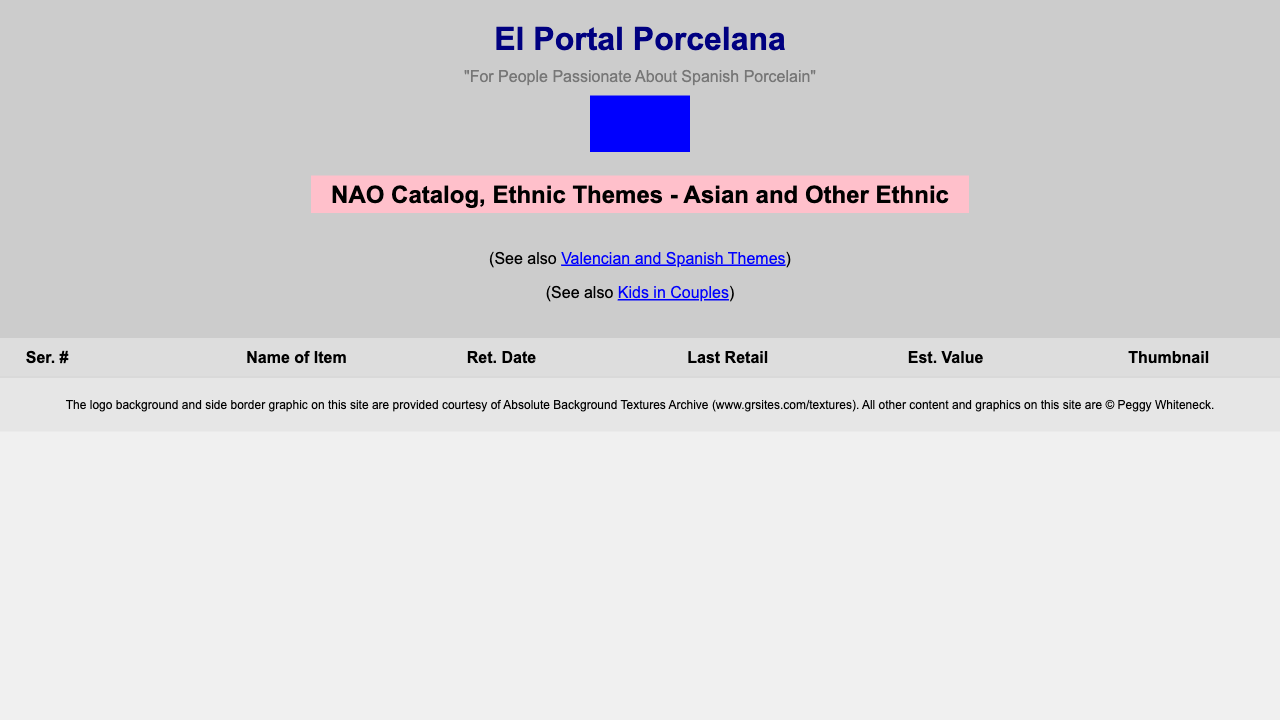 El Portal Porcelana
"For People Passionate About Spanish Porcelain"
NAO Catalog, Ethnic Themes - Asian and Other Ethnic
(See also Valencian and Spanish Themes)
(See also Kids in Couples)
Ser. # Name of Item Ret. Date Last Retail Est. Value Thumbnail
The logo background and side border graphic on this site are provided courtesy of Absolute Background Textures Archive (www.grsites.com/textures). All other content and graphics on this site are © Peggy Whiteneck.